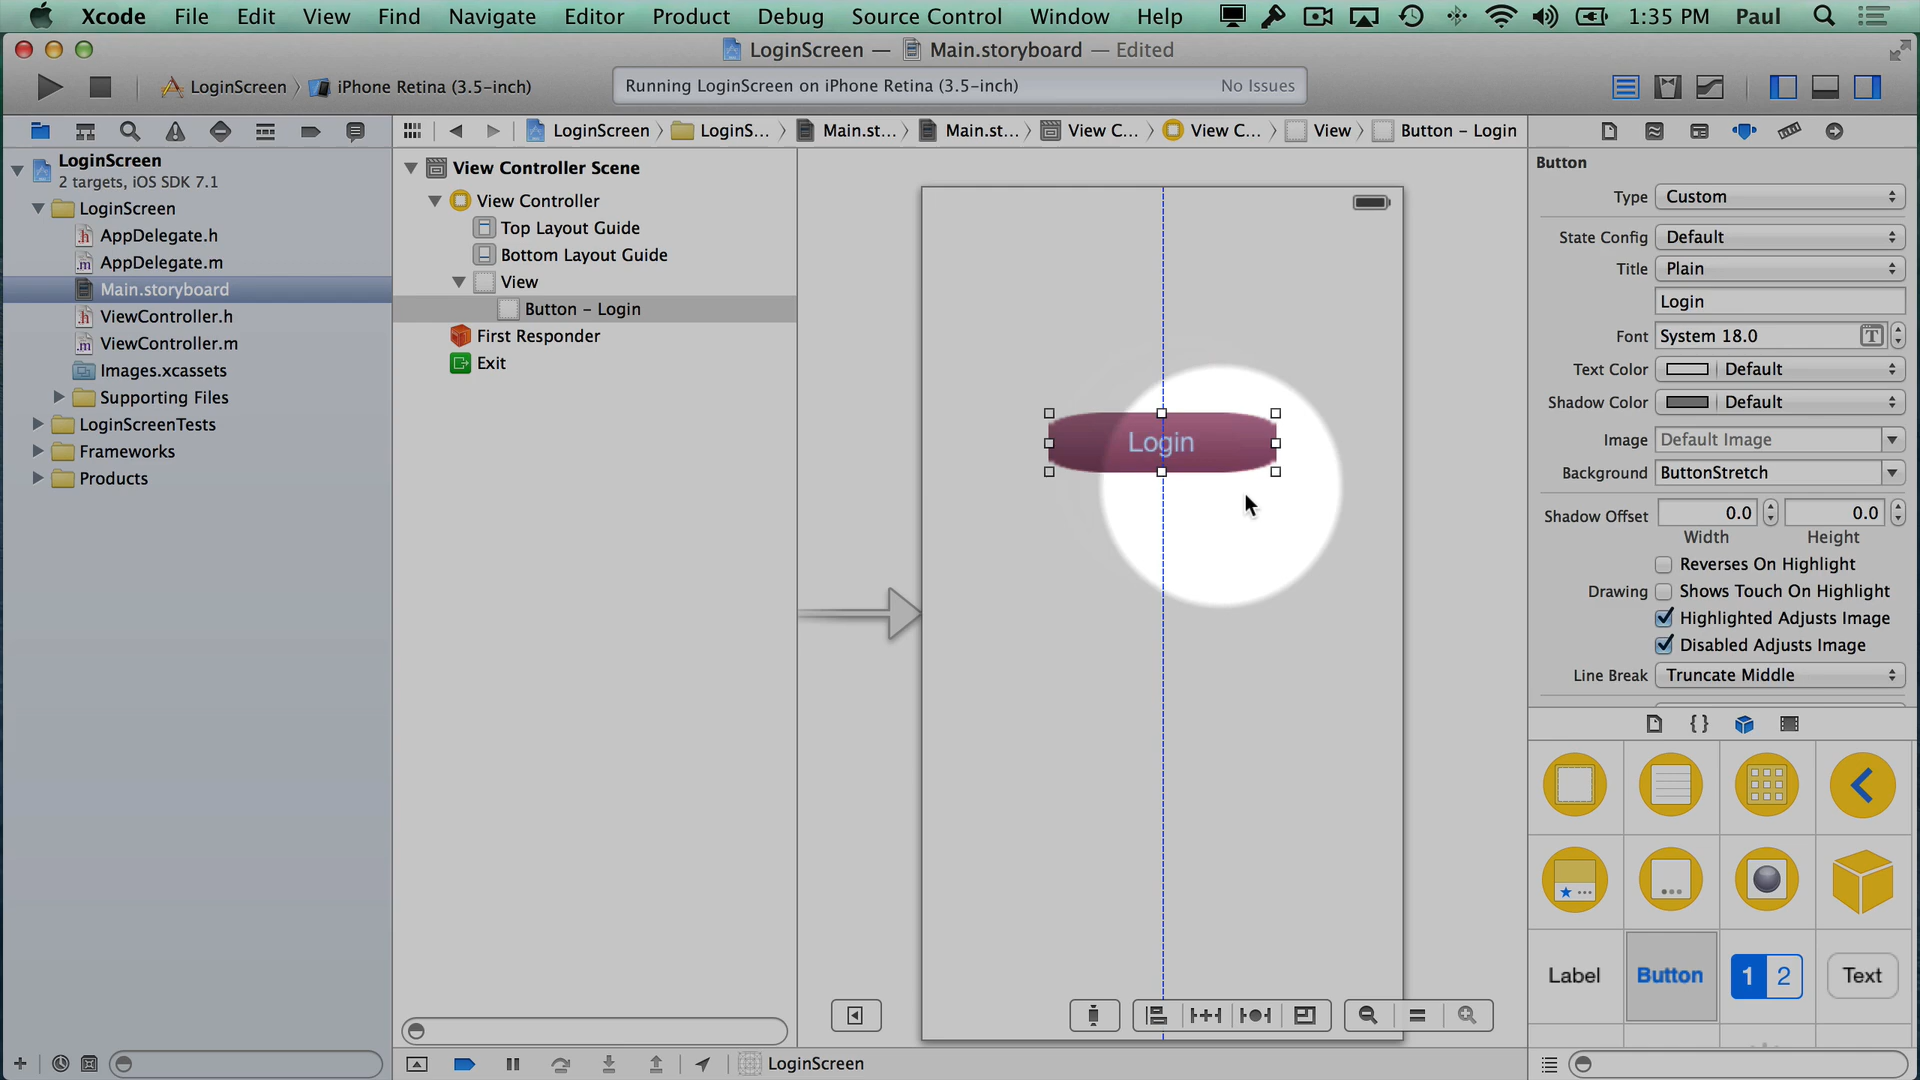 Xcode File Edit View Find Navigate Editor Product Debug Source Control Window Help 1:35 PM Paul
LoginScreen — Main.storyboard — Edited
LoginScreen iPhone Retina (3.5-inch) Running LoginScreen on iPhone Retina (3.5-inch) No Issues
LoginScreen LoginS... Main.st... Main.st... View C... View C... View Button – Login
LoginScreen
2 targets, iOS SDK 7.1
LoginScreen
AppDelegate.h
AppDelegate.m
Main.storyboard
ViewController.h
ViewController.m
Images.xcassets
Supporting Files
LoginScreenTests
Frameworks
Products
View Controller Scene
View Controller
Top Layout Guide
Bottom Layout Guide
View
Button – Login
First Responder
Exit
Login
Button
Type Custom
State Config Default
Title Plain
Login
Font System 18.0 T
Text Color Default
Shadow Color Default
Image Default Image
Background ButtonStretch
Shadow Offset 0.0 0.0
Width Height
Reverses On Highlight
Drawing Shows Touch On Highlight
Highlighted Adjusts Image
Disabled Adjusts Image
Line Break Truncate Middle
{ }
Label Button 1 2 Text
LoginScreen